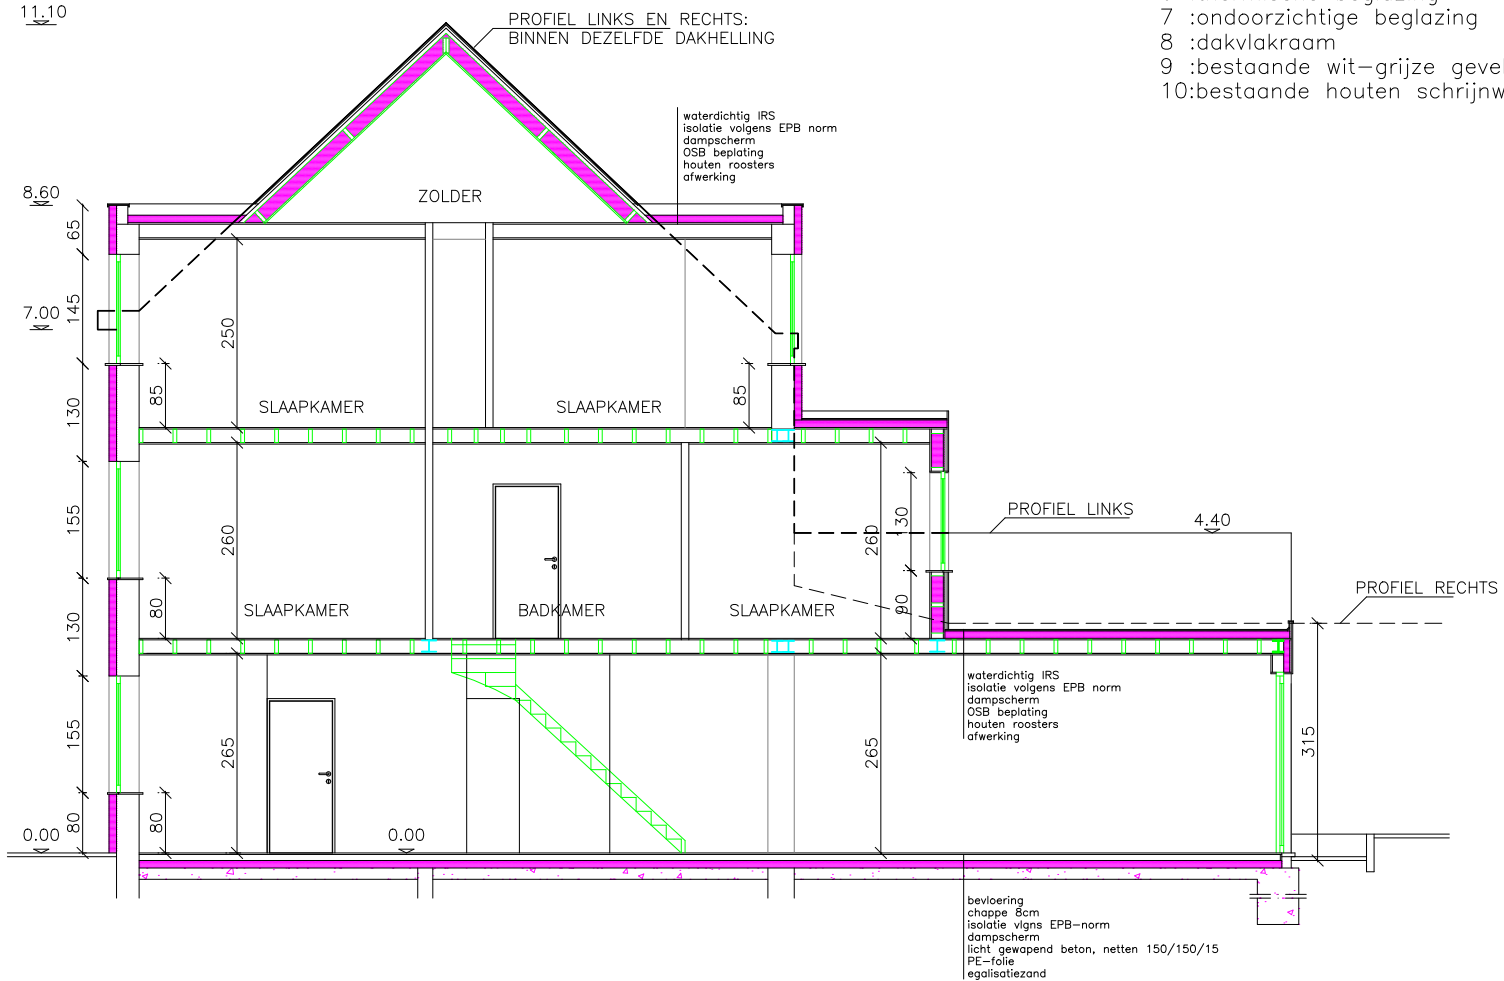 11.10
PROFIEL LINKS EN RECHTS:
BINNEN DEZELFDE DAKHELLING
7 :ondoorzichtige beglazing
8 :dakvlakraam
9 :bestaande wit-grijze
10:bestaande houten
waterdichtig IRS
isolatie volgens EPB norm
dampscherm
OSB beplating
houten roosters
afwerking
ZOLDER
8.60
65
7.00
145
250
85
85
130
SLAAPKAMER
SLAAPKAMER
155
260
260
130
PROFIEL LINKS
4.40
80
90
130
SLAAPKAMER
BADKAMER
SLAAPKAMER
PROFIEL RECHTS
waterdichtig IRS
isolatie volgens EPB norm
dampscherm
OSB beplating
houten roosters
afwerking
155
265
265
315
80
80
0.00
0.00
bevloering
chappe 8cm
isolatie vlgns EPB-norm
dampscherm
licht gewapend beton, netten 150/150/15
PE-folie
egalisatiezand